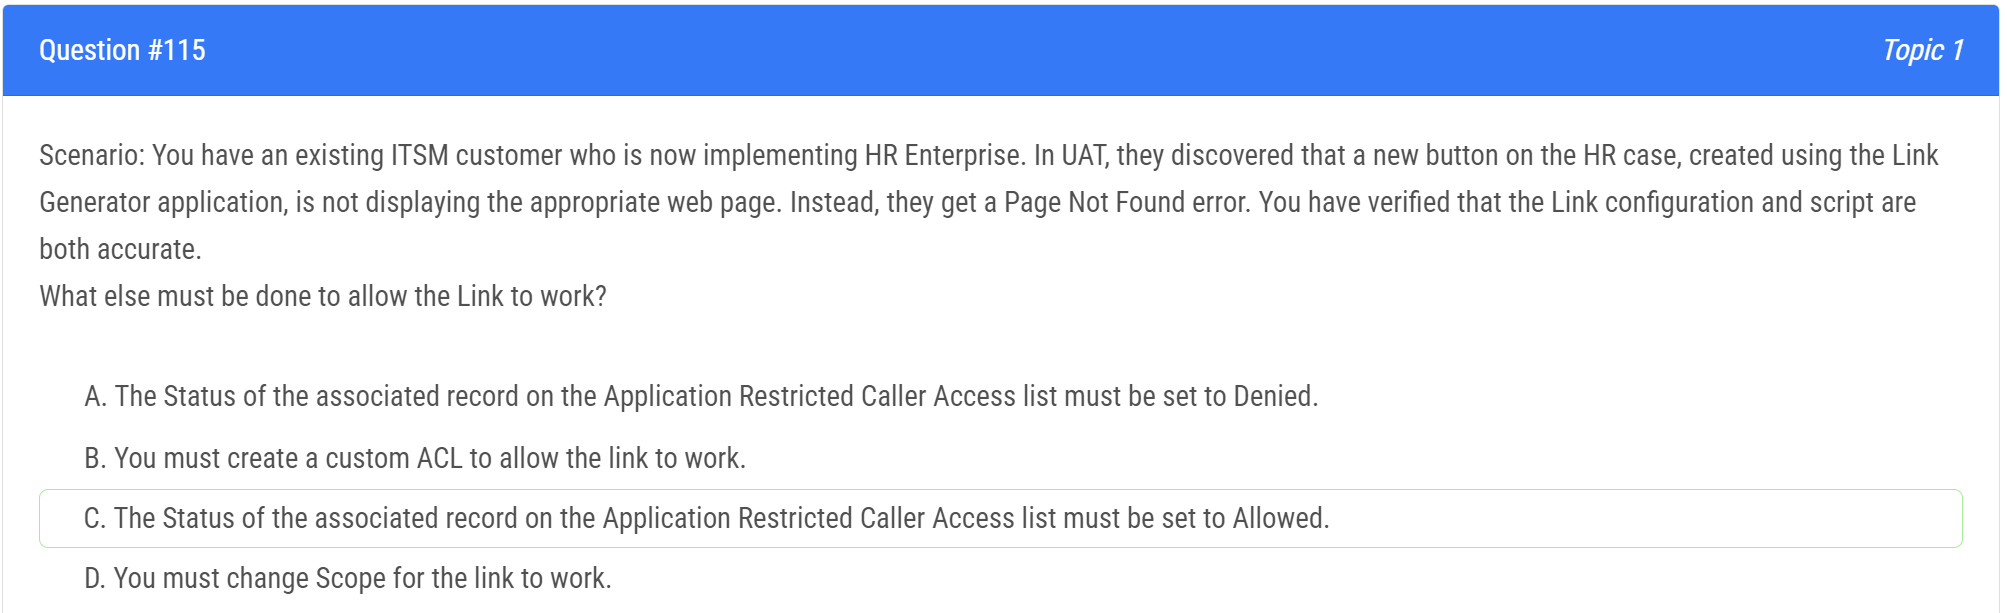 Question #115
Topic 1
Scenario: You have an existing ITSM customer who is now implementing HR Enterprise. In UAT, they discovered that a new button on the HR case, created using the Link
Generator application, is not displaying the appropriate web page. Instead, they get a Page Not Found error. You have verified that the Link configuration and script are
both accurate.
What else must be done to allow the Link to work?
A. The Status of the associated record on the Application Restricted Caller Access list must be set to Denied.
B. You must create a custom ACL to allow the link to work.
C. The Status of the associated record on the Application Restricted Caller Access list must be set to Allowed.
D. You must change Scope for the link to work.